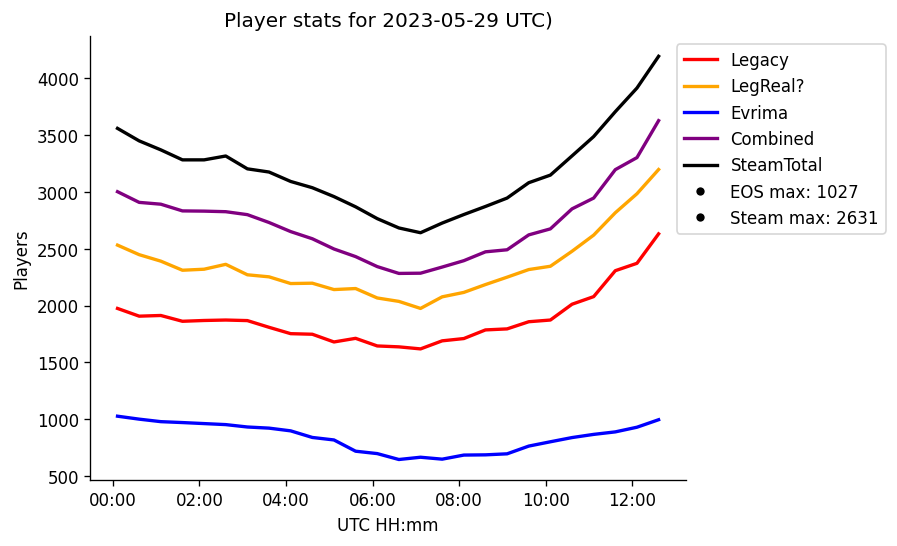 Player stats for 2023-05-29 UTC)
Legacy
LegReal?
Evrima
Combined
SteamTotal
EOS max: 1027
Steam max: 2631
Players
4000
3500
3000
2500
2000
1500
1000
500
00:00 02:00 04:00 06:00 08:00 10:00 12:00
UTC HH:mm